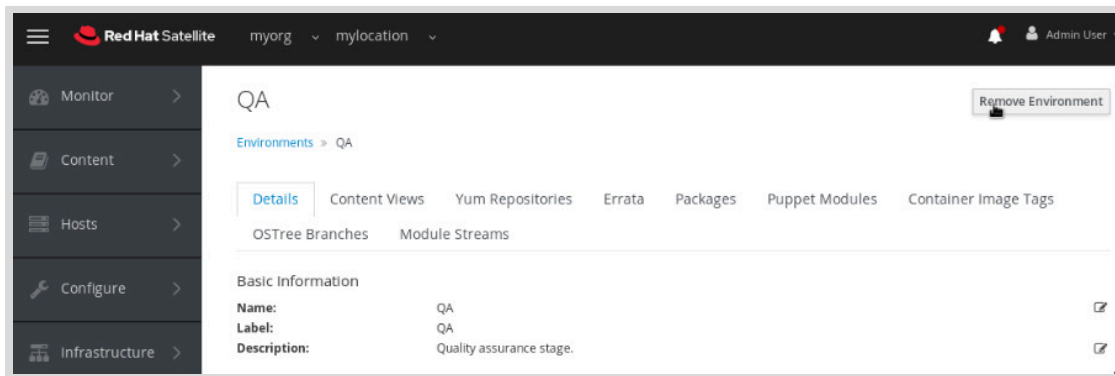 Red Hat Satellite myorg mylocation Admin User
Monitor
Content
Hosts
Configure
Infrastructure
QA
Remove Environment
Environments » QA
Details Content Views Yum Repositories Errata Packages Puppet Modules Container Image Tags
OSTree Branches Module Streams
Basic Information
Name: QA
Label: QA
Description: Quality assurance stage.